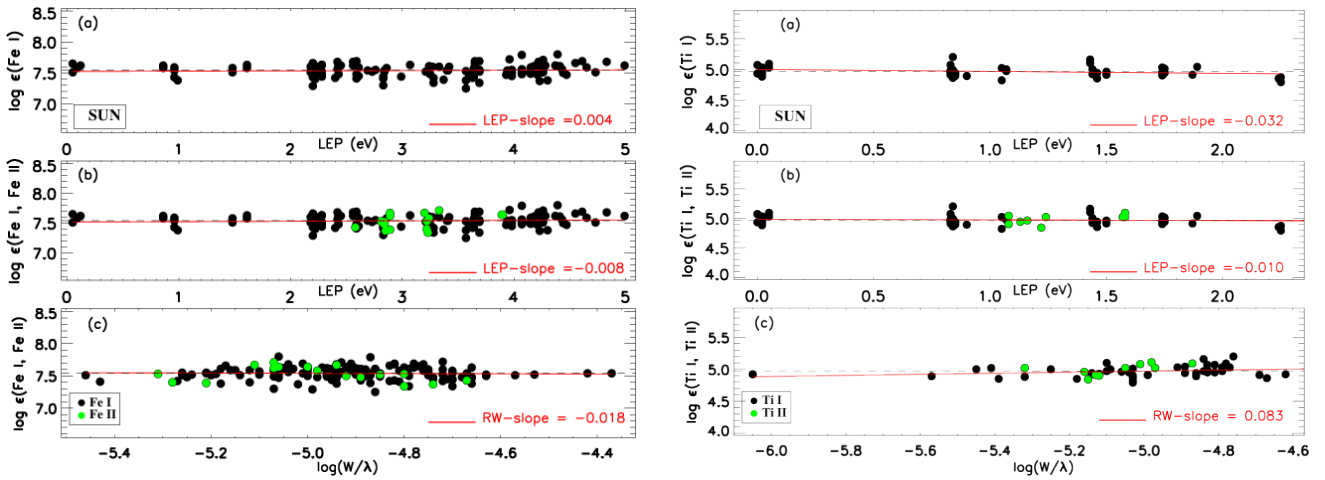 (a)
log ε(Fe I)
8.5
8.0
7.5
7.0
SUN
LEP-slope =0.004
0 1 2 3 4 5
LEP (eV)
(b)
log ε(Fe I, Fe II)
8.5
8.0
7.5
7.0
LEP-slope =-0.008
0 1 2 3 4 5
LEP (eV)
(c)
log ε(Fe I, Fe II)
8.5
8.0
7.5
7.0
Fe I
Fe II
RW-slope = -0.018
-5.4 -5.2 -5.0 -4.8 -4.6 -4.4
log(W/λ)
(a)
log ε(Ti I)
5.5
5.0
4.5
4.0
SUN
LEP-slope =-0.032
0.0 0.5 1.0 1.5 2.0
LEP (eV)
(b)
log ε(Ti I, Ti II)
5.5
5.0
4.5
4.0
LEP-slope =-0.010
0.0 0.5 1.0 1.5 2.0
LEP (eV)
(c)
log ε(Ti I, Ti II)
5.5
5.0
4.5
4.0
Ti I
Ti II
RW-slope = 0.083
-6.0 -5.8 -5.6 -5.4 -5.2 -5.0 -4.8 -4.6
log(W/λ)